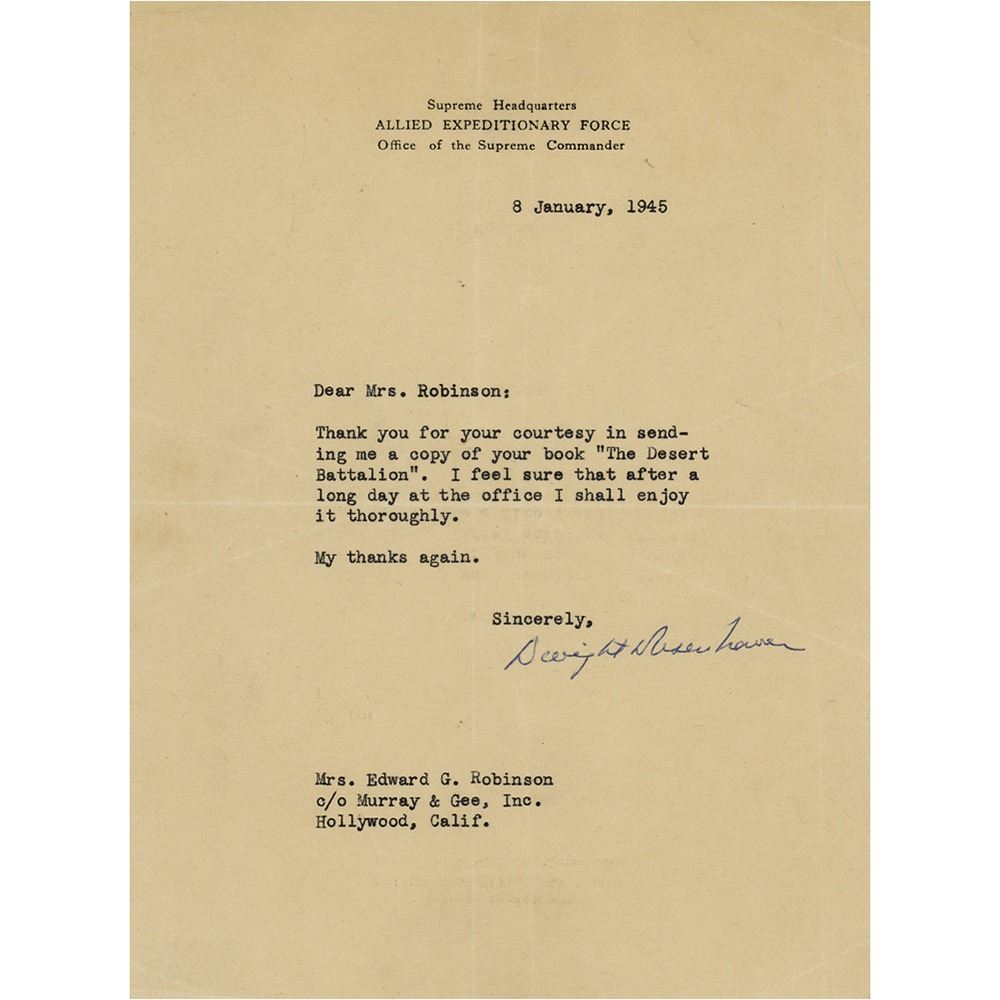 Supreme Headquarters
ALLIED EXPEDITIONARY FORCE
Office of the Supreme Commander
8 January, 1945
Dear Mrs. Robinson:
Thank you for your courtesy in send-
ing me a copy of your book "The Desert
Battalion". I feel sure that after a
long day at the office I shall enjoy
it thoroughly.
My thanks again.
Sincerely,
Dwight D Eisenhower
Mrs. Edward G. Robinson
c/o Murray & Gee, Inc.
Hollywood, Calif.